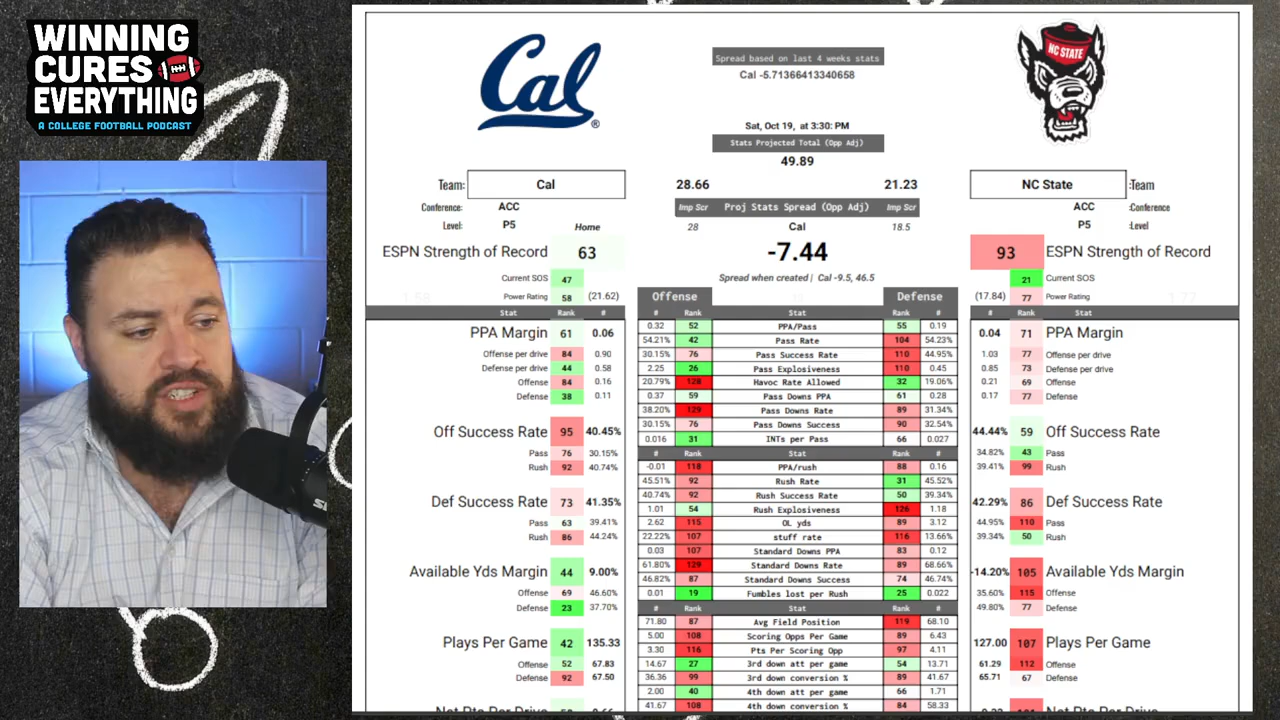 WINNING
CURES
EVERYTHING
A COLLEGE FOOTBALL PODCAST
Cal
®
Spread based on last 4 weeks stats
Cal -5.71366413340658
Sat, Oct 19, at 3:30: PM
Stats Projected Total (Opp Adj)
49.89
NC STATE
Team: Cal 28.66 21.23 NC State :Team
Conference: ACC Imp Scr Proj Stats Spread (Opp Adj) Imp Scr ACC :Conference
Level: P5 Home 28 Cal 18.5 P5 :Level
ESPN Strength of Record 63 -7.44 93 ESPN Strength of Record
Current SOS 47 Spread when created | Cal -9.5, 46.5 21 Current SOS
Power Rating 58 (21.62) Offense Defense (17.84) 77 Power Rating
Stat Rank # # Rank Stat Rank # # Rank Stat
0.32 52 PPA/Pass 55 0.19
PPA Margin 61 0.06 54.21% 42 Pass Rate 104 54.23% 0.04 71 PPA Margin
Offense per drive 84 0.90 30.15% 76 Pass Success Rate 110 44.95% 1.03 77 Offense per drive
Defense per drive 44 0.58 2.25 26 Pass Explosiveness 110 0.45 0.85 73 Defense per drive
Offense 84 0.16 20.79% 128 Havoc Rate Allowed 32 19.06% 0.21 69 Offense
Defense 38 0.11 0.37 59 Pass Downs PPA 61 0.28 0.17 77 Defense
38.20% 129 Pass Downs Rate 89 31.34%
Off Success Rate 95 40.45% 30.15% 76 Pass Downs Success 90 32.54% 44.44% 59 Off Success Rate
0.016 31 INTs per Pass 66 0.027
Pass 76 30.15% # Rank Stat Rank # 34.82% 43 Pass
Rush 92 40.74% -0.01 118 PPA/rush 88 0.16 39.41% 99 Rush
45.51% 92 Rush Rate 31 45.52%
Def Success Rate 73 41.35% 40.74% 92 Rush Success Rate 50 39.34% 42.29% 86 Def Success Rate
1.01 54 Rush Explosiveness 126 1.18
Pass 63 39.41% 2.62 115 OL yds 89 3.12 44.95% 110 Pass
Rush 86 44.24% 22.22% 107 stuff rate 116 13.66% 39.34% 50 Rush
0.03 107 Standard Downs PPA 83 0.12
Available Yds Margin 44 9.00% 61.80% 129 Standard Downs Rate 89 68.66% -14.20% 105 Available Yds Margin
46.82% 87 Standard Downs Success 74 46.74%
Offense 69 46.60% 0.01 19 Fumbles lost per Rush 25 0.022 35.60% 115 Offense
Defense 23 37.70% # Rank Stat Rank # 49.80% 77 Defense
71.80 87 Avg Field Position 119 68.10
Plays Per Game 42 135.33 5.00 108 Scoring Opps Per Game 89 6.43 127.00 107 Plays Per Game
3.30 116 Pts Per Scoring Opp 97 4.11
Offense 52 67.83 14.67 27 3rd down att per game 54 13.71 61.29 112 Offense
Defense 92 67.50 36.36 99 3rd down conversion % 89 41.67 65.71 67 Defense
2.00 40 4th down att per game 66 1.71
41.67 108 4th down conversion % 84 58.33